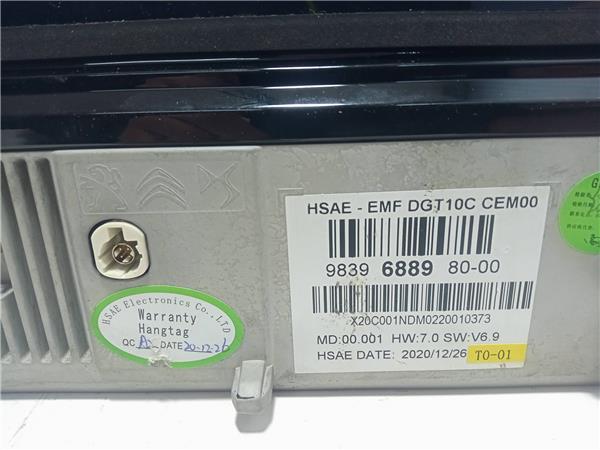 HSAE - EMF DGT10C CEM00
9839 6889 80-00
X20C001NDM0220010373
MD:00.001 HW:7.0 SW:V6.9
HSAE DATE: 2020/12/26 TO-01
HSAE Electronics Co., LTD
Warranty
Hangtag
QC DATE 20-12-26
G